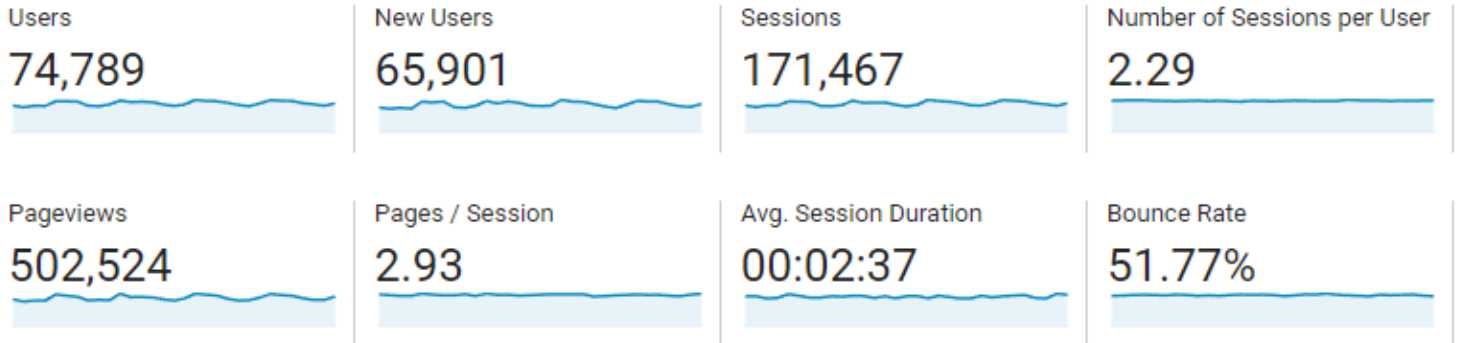 Users
74,789
New Users
65,901
Sessions
171,467
Number of Sessions per User
2.29
Pageviews
502,524
Pages / Session
2.93
Avg. Session Duration
00:02:37
Bounce Rate
51.77%